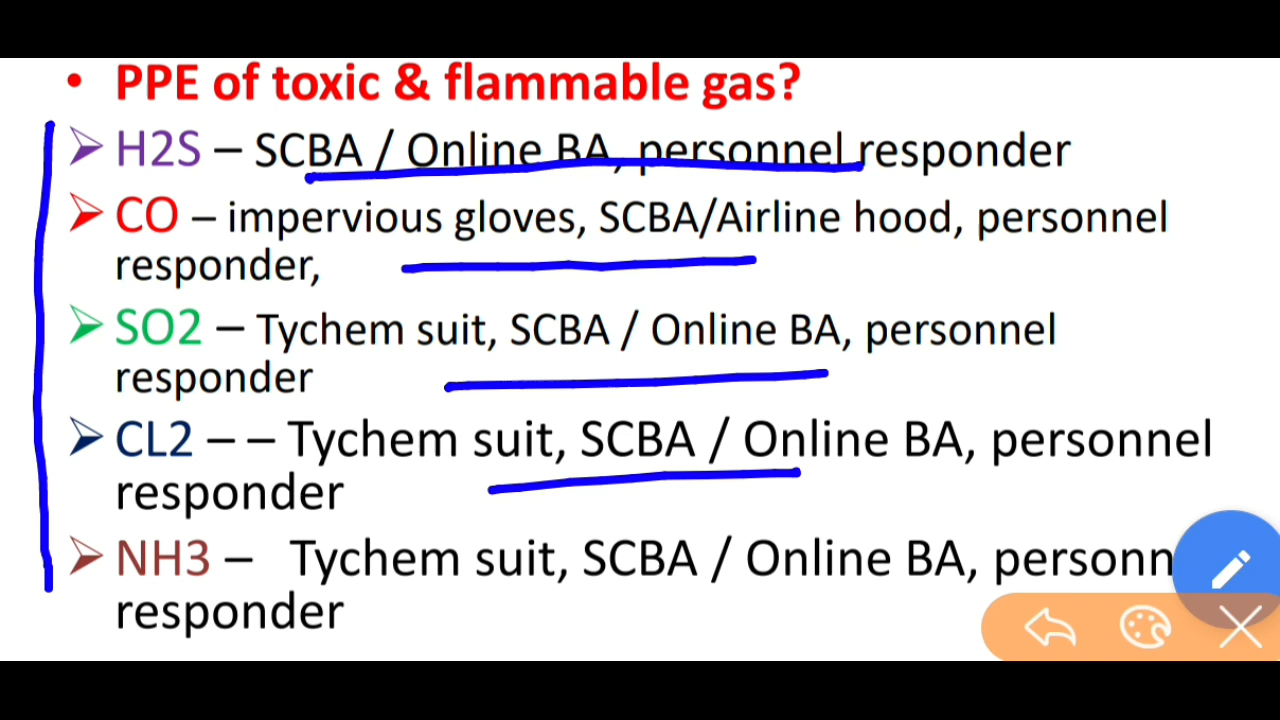 • PPE of toxic & flammable gas?
➢ H2S – SCBA / Online BA, personnel responder
➢ CO – impervious gloves, SCBA/Airline hood, personnel
responder,
➢ SO2 – Tychem suit, SCBA / Online BA, personnel
responder
➢ CL2 – – Tychem suit, SCBA / Online BA, personnel
responder
➢ NH3 – Tychem suit, SCBA / Online BA, personn
responder